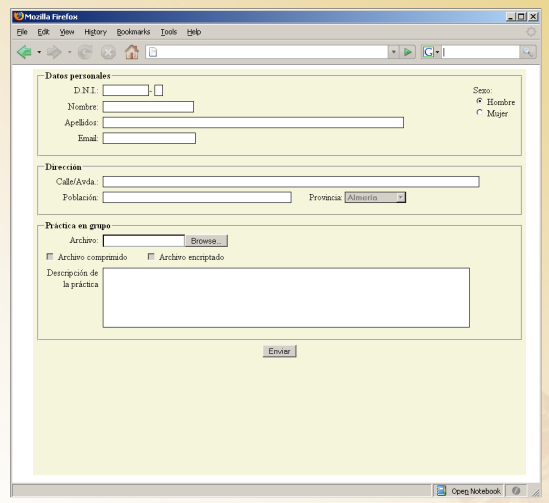 Mozilla Firefox
File Edit View History Bookmarks Tools Help
G
Datos personales
D.N.I.: -
Sexo:
Nombre:
Hombre
Mujer
Apellidos:
Email:
Dirección
Calle/Avda.:
Población: Provincia: Almería
Práctica en grupo
Archivo: Browse...
Archivo comprimido Archivo encriptado
Descripción de
la práctica
Enviar
Open Notebook